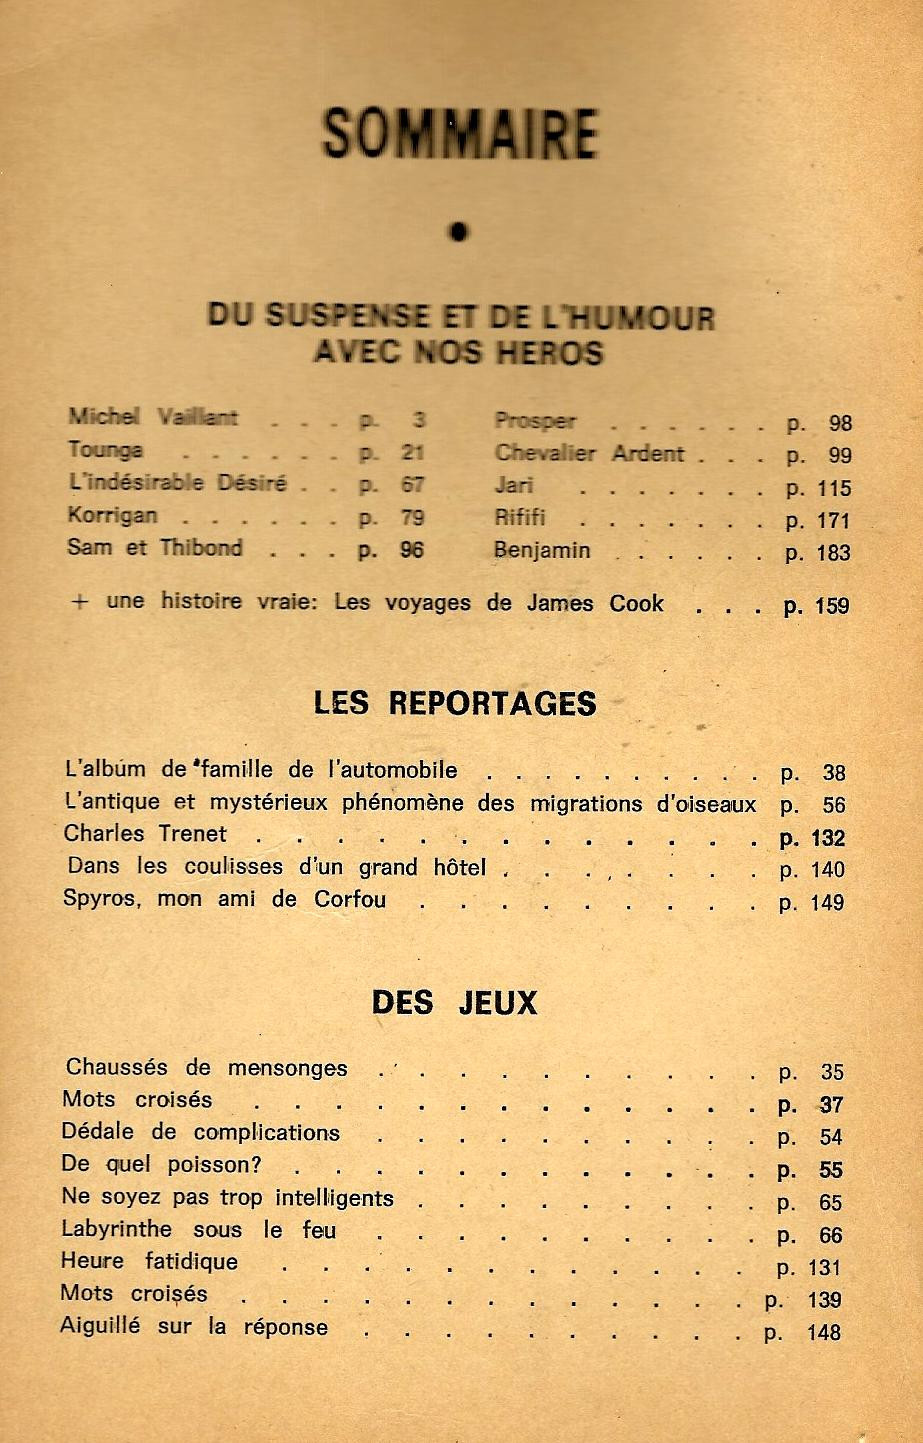 SOMMAIRE
•
DU SUSPENSE ET DE L'HUMOUR
AVEC NOS HEROS
Michel Vaillant . . . p. 3
Tounga . . . . . . p. 21
L'indésirable Désiré . . p. 67
Korrigan . . . . . . p. 79
Sam et Thibond . . . p. 96
Prosper . . . . . . p. 98
Chevalier Ardent . . . p. 99
Jari . . . . . . . p. 115
Rififi . . . . . . . p. 171
Benjamin . . . . . . p. 183
+ une histoire vraie: Les voyages de James Cook . . . p. 159
LES REPORTAGES
L'album de famille de l'automobile . . . . . . . . . . p. 38
L'antique et mystérieux phénomène des migrations d'oiseaux p. 56
Charles Trenet . . . . . . . . . . . . . p. 132
Dans les coulisses d'un grand hôtel . . . . . . . p. 140
Spyros, mon ami de Corfou . . . . . . . . . p. 149
DES JEUX
Chaussés de mensonges . . . . . . . . . . p. 35
Mots croisés . . . . . . . . . . . . . p. 37
Dédale de complications . . . . . . . . . . p. 54
De quel poisson? . . . . . . . . . . . . p. 55
Ne soyez pas trop intelligents . . . . . . . . . p. 65
Labyrinthe sous le feu . . . . . . . . . . p. 66
Heure fatidique . . . . . . . . . . . . p. 131
Mots croisés . . . . . . . . . . . . . p. 139
Aiguillé sur la réponse . . . . . . . . . . p. 148